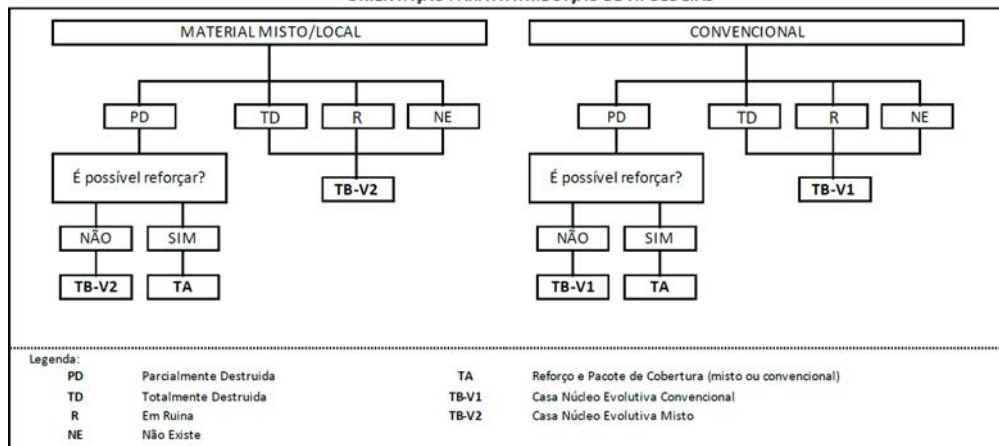 MATERIAL MISTO/LOCAL
CONVENCIONAL
PD
TD
R
NE
PD
TD
R
NE
É possível reforçar?
TB-V2
É possível reforçar?
TB-V1
NÃO
SIM
NÃO
SIM
TB-V2
TA
TB-V1
TA
Legenda:
PD Parcialmente Destruida TA Reforço e Pacote de Cobertura (misto ou convencional)
TD Totalmente Destruida TB-V1 Casa Núcleo Evolutiva Convencional
R Em Ruina TB-V2 Casa Núcleo Evolutiva Misto
NE Não Existe